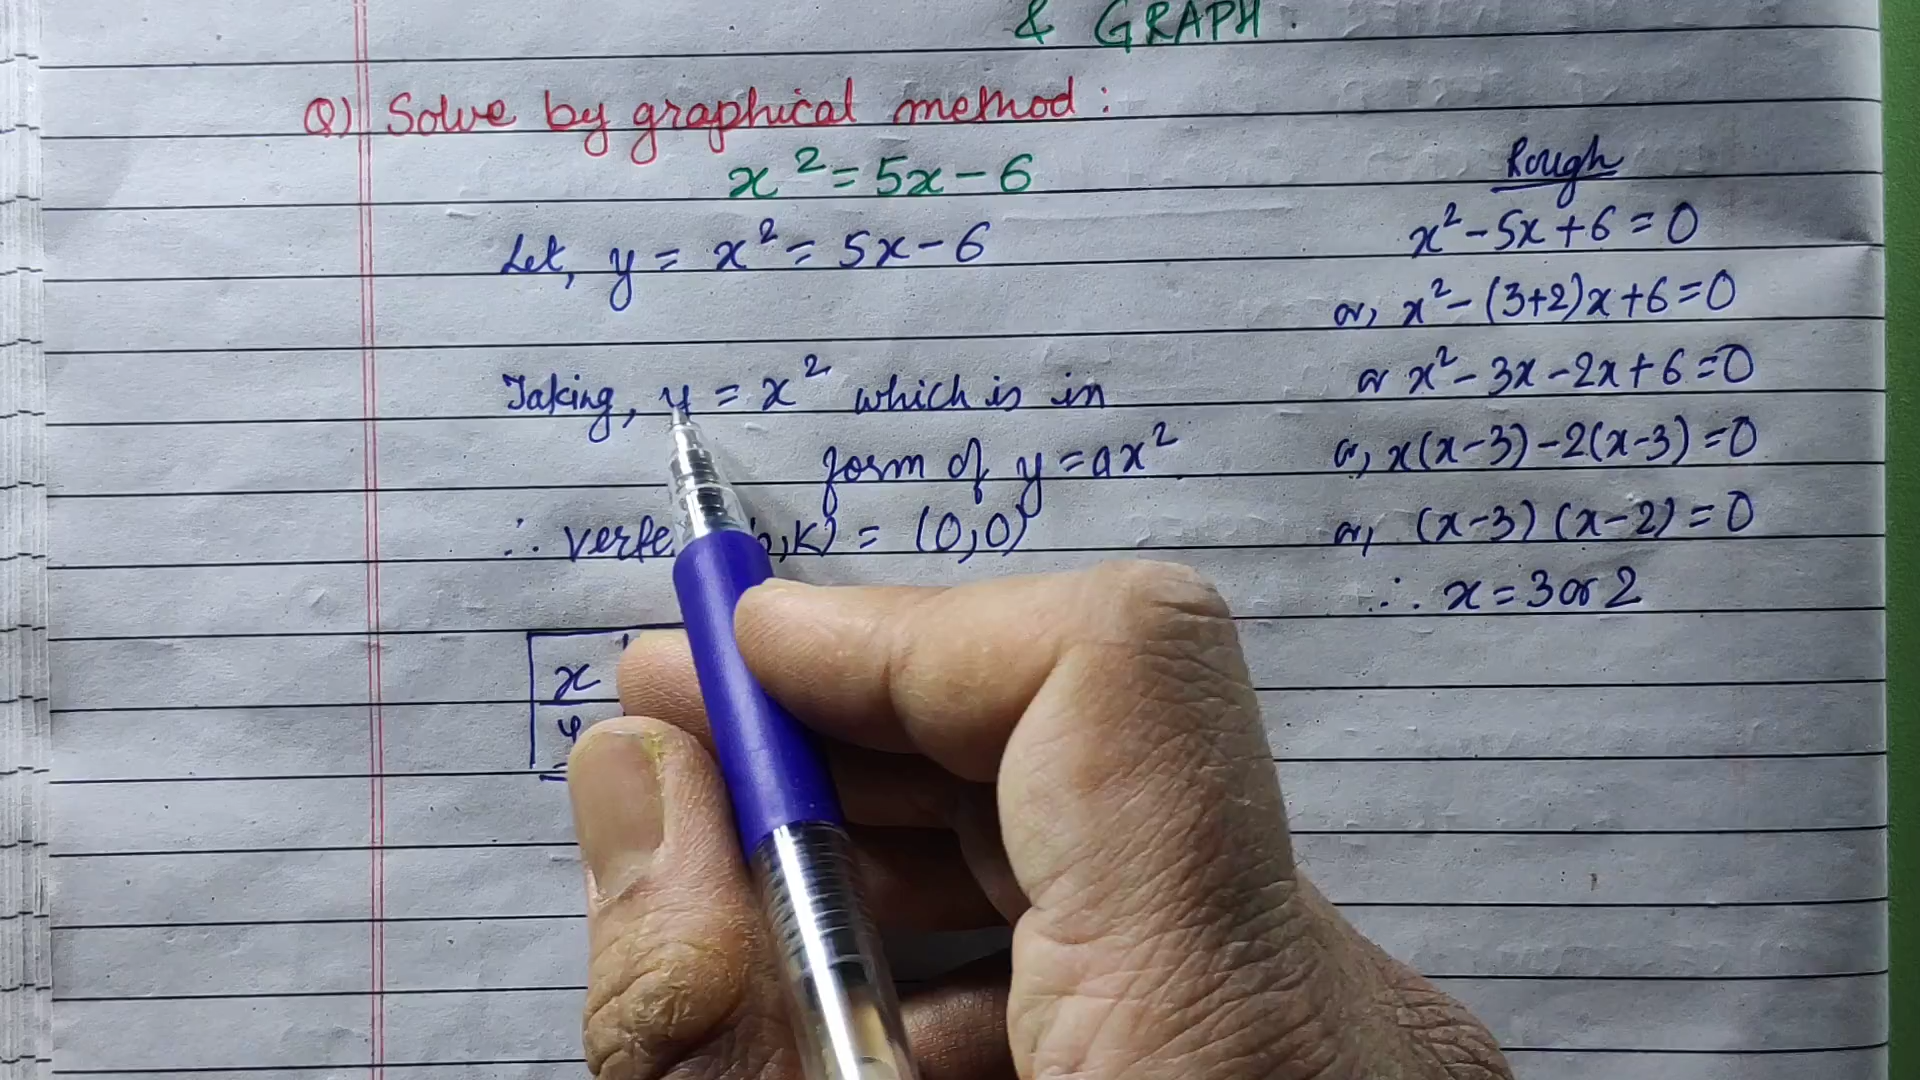 & GRAPH.
Q) Solve by graphical method:
x² = 5x - 6
Let, y = x² = 5x - 6
Taking, y = x² which is in
form of y = ax²
∴ = (0,0)
x
y
Rough
x² - 5x + 6 = 0
or, x² - (3+2)x + 6 = 0
or x² - 3x - 2x + 6 = 0
or, x(x-3) - 2(x-3) = 0
or, (x-3) (x-2) = 0
∴ x = 3 or 2